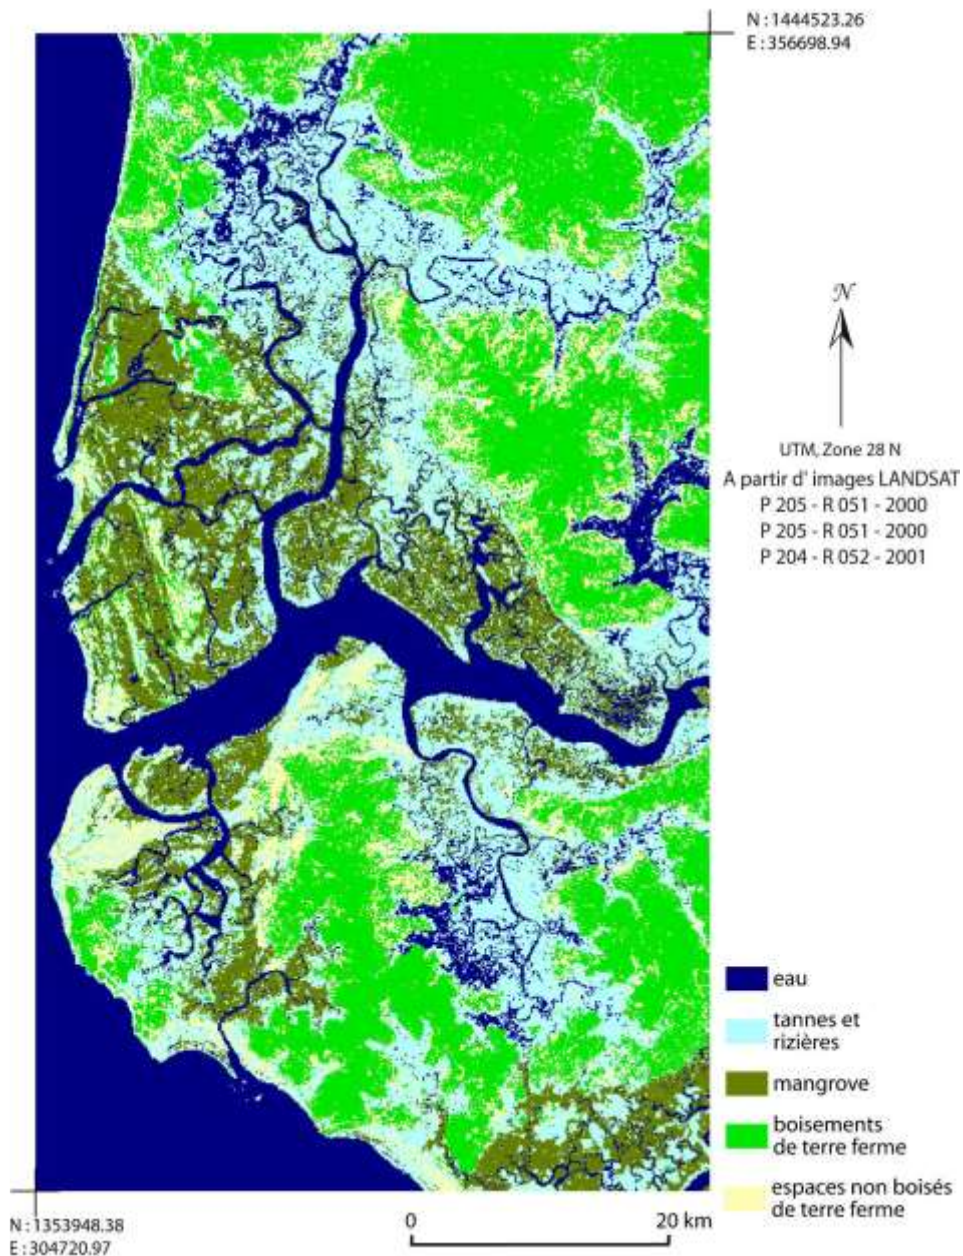 N : 1444523.26
E : 356698.94
N
UTM, Zone 28 N
A partir d' images LANDSAT
P 205 - R 051 - 2000
P 205 - R 051 - 2000
P 204 - R 052 - 2001
eau
tannes et
rizières
mangrove
boisements
de terre ferme
espaces non boisés
de terre ferme
N : 1353948.38
E : 304720.97
0 20 km